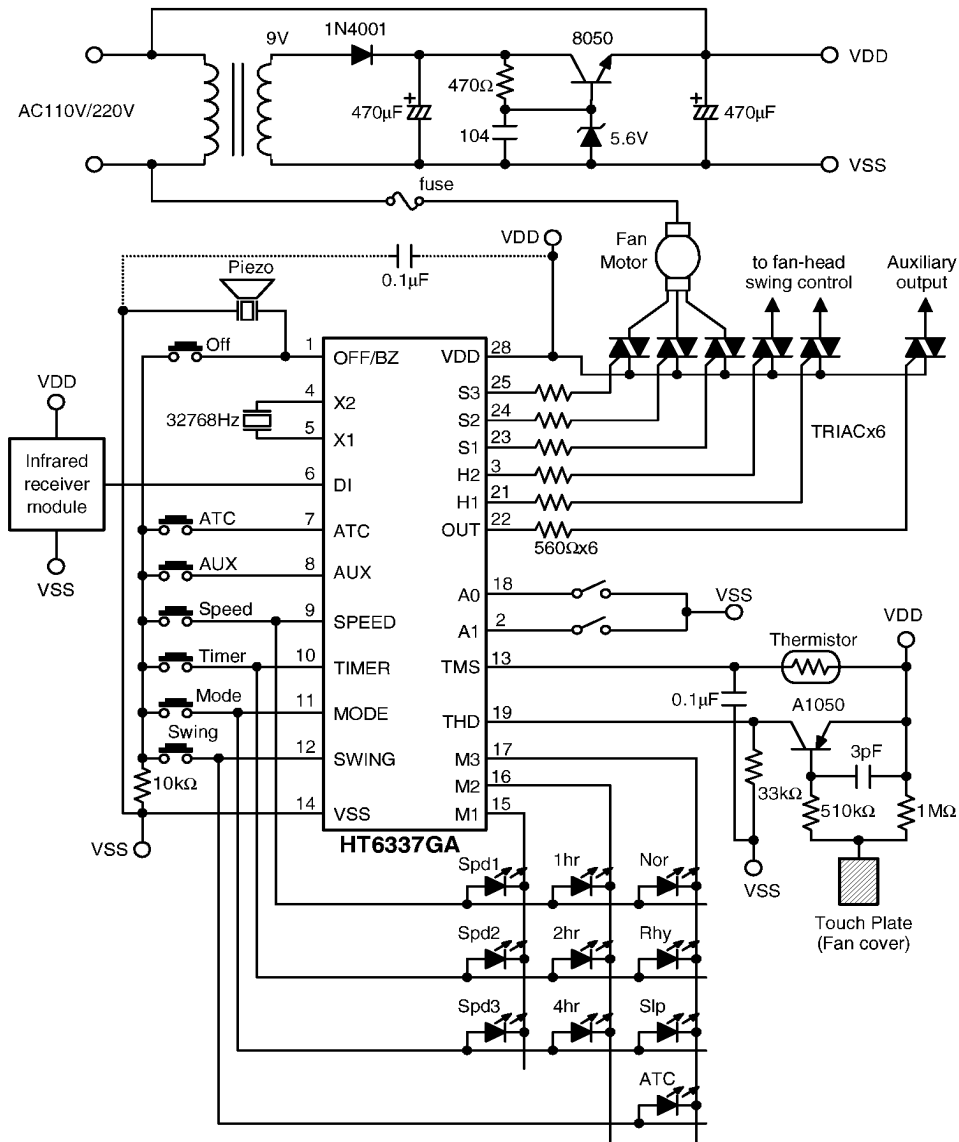 1N4001
9V
8050
VDD
AC110V/220V
470Ω
+
470µF
104
5.6V
+
470µF
VSS
fuse
VDD
Fan
Motor
to fan-head
swing control
Auxiliary
output
0.1µF
Piezo
Off
1
OFF/BZ
VDD
28
VDD
4
X2
S3
25
32768Hz
5
X1
S2
24
S1
23
TRIACx6
Infrared
receiver
module
6
DI
H2
3
H1
21
ATC
7
ATC
OUT
22
560Ωx6
VSS
AUX
8
AUX
A0
18
VSS
Speed
9
SPEED
A1
2
VDD
Timer
10
TIMER
TMS
13
Thermistor
Mode
11
MODE
0.1µF
THD
19
A1050
Swing
12
SWING
M3
17
3pF
10kΩ
M2
16
33kΩ
510kΩ
1MΩ
14
VSS
M1
15
VSS
HT6337GA
VSS
Spd1
1hr
Nor
Touch Plate
(Fan cover)
Spd2
2hr
Rhy
Spd3
4hr
Slp
ATC